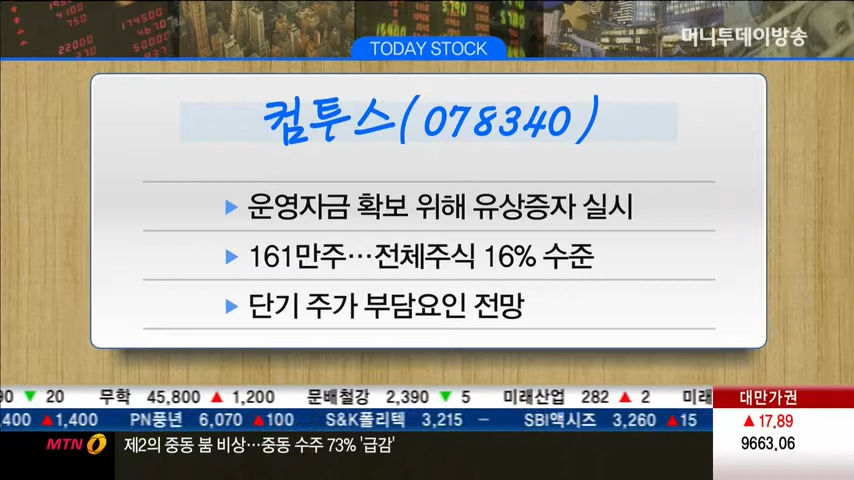 TODAY STOCK
머니투데이방송
컴투스(078340)
▶ 운영자금 확보 위해 유상증자 실시
▶ 161만주…전체주식 16% 수준
▶ 단기 주가 부담요인 전망
90 ▼ 20 무학 45,800 ▲ 1,200 문배철강 2,390 ▼ 5 미래산업 282 ▲ 2 미래
,400 ▲1,400 PN풍년 6,070 ▲100 S&K폴리텍 3,215 – SBI액시즈 3,260 ▲15
대만가권
▲17.89
9663.06
MTN 제2의 중동 붐 비상…중동 수주 73% '급감'